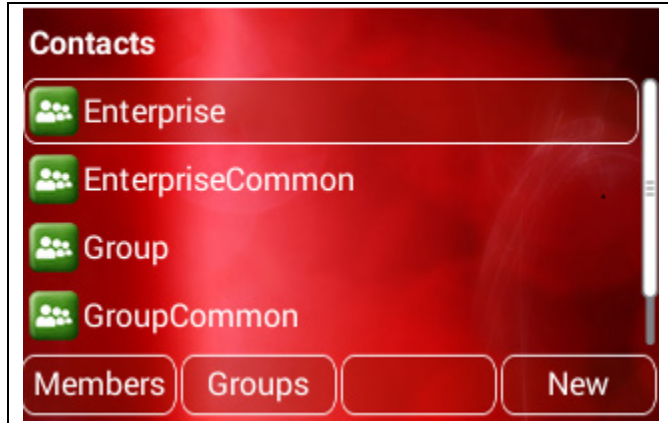 Contacts
Enterprise
EnterpriseCommon
Group
GroupCommon
Members Groups New